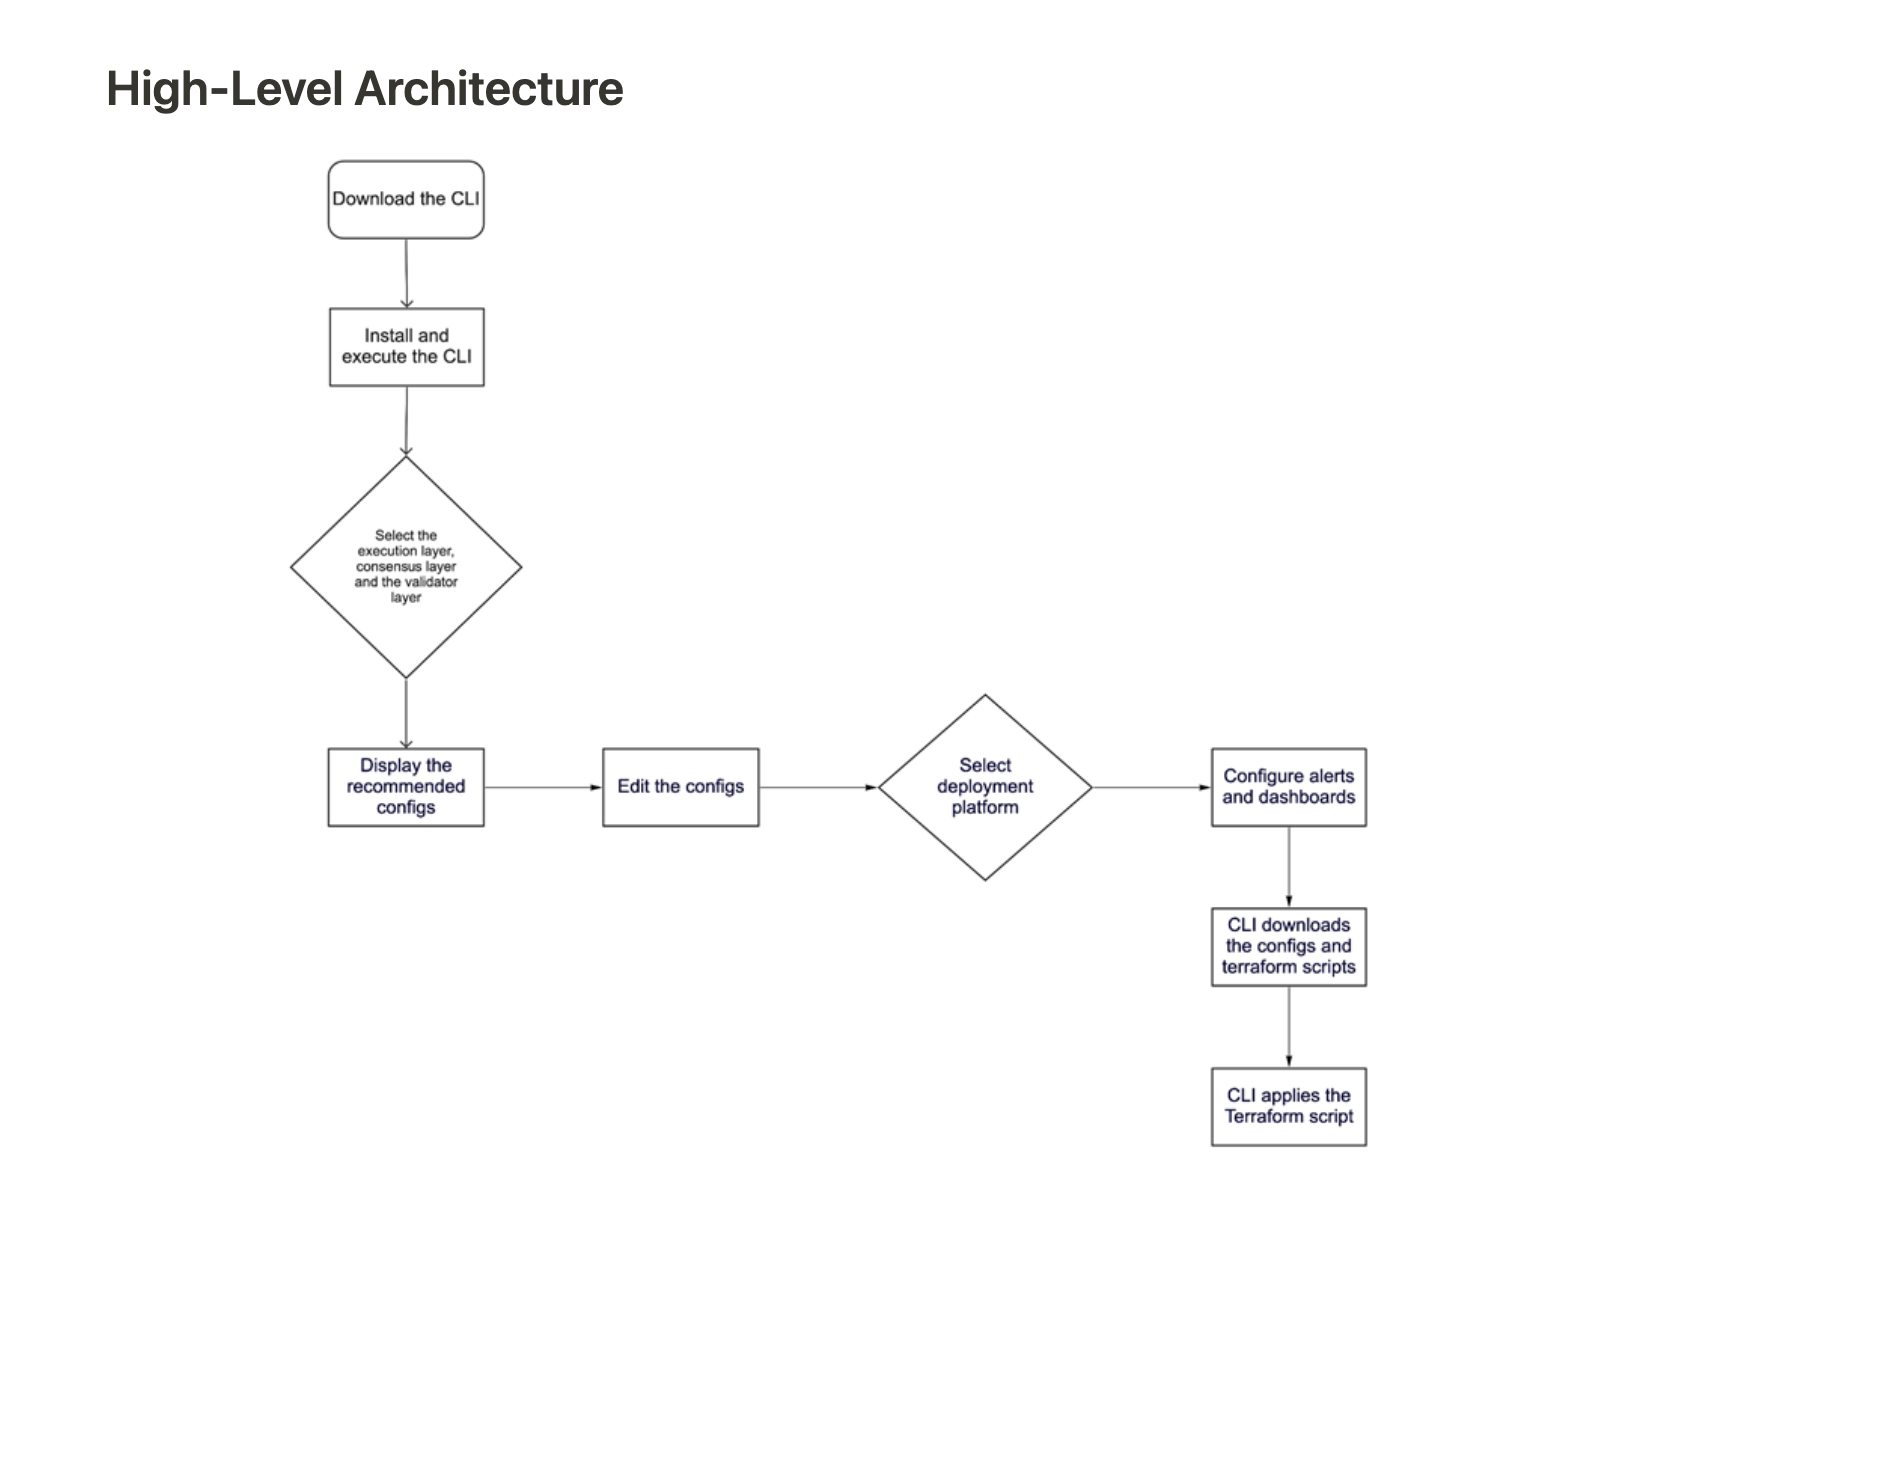 High-Level Architecture
Download the CLI
Install and
execute the CLI
Select the
execution layer,
consensus layer
and the validator
layer
Display the
recommended
configs
Edit the configs
Select
deployment
platform
Configure alerts
and dashboards
CLI downloads
the configs and
terraform scripts
CLI applies the
Terraform script